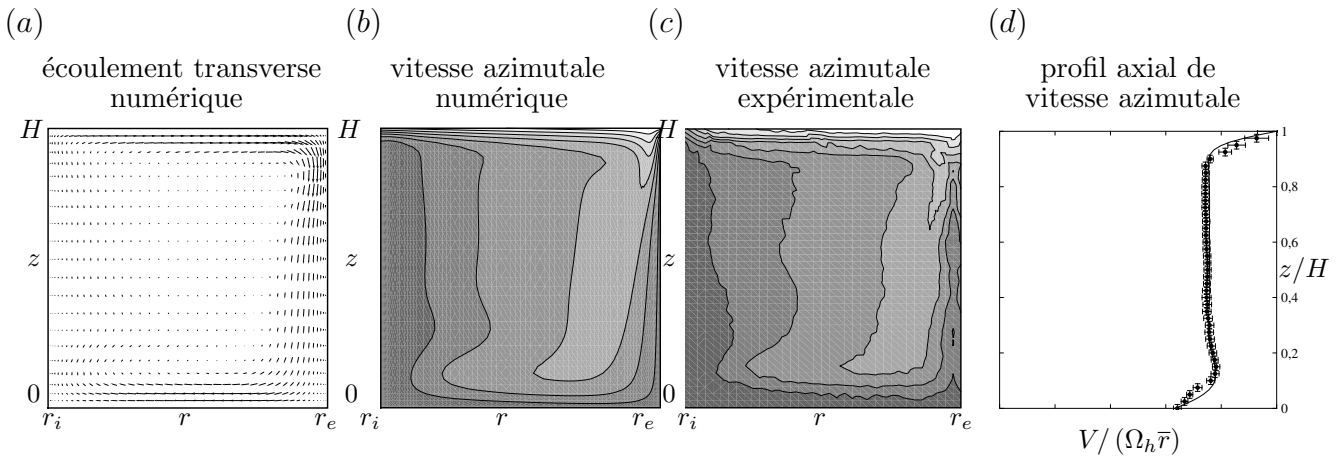 (a)
écoulement transverse
numérique
H
z
0
r_i r r_e
(b)
vitesse azimutale
numérique
H
z
0
r_i r r_e
(c)
vitesse azimutale
expérimentale
H
z
0
r_i r r_e
(d)
profil axial de
vitesse azimutale
1
0,8
0,6
z/H
0,4
0,2
0
V/ (Ω_h r̅)